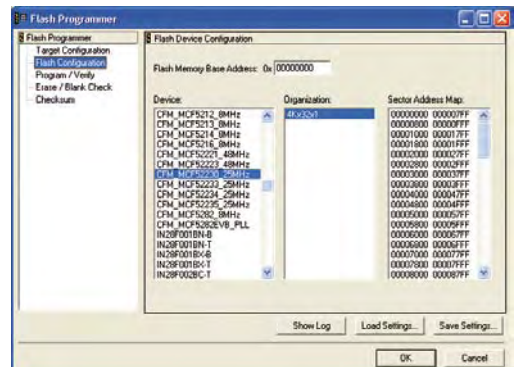 Flash Programmer
Flash Programmer
Target Configuration
Flash Configuration
Program / Verify
Erase / Blank Check
Checksum
Flash Device Configuration
Flash Memory Base Address: 0x 00000000
Device:
CFM_MCF5212_8MHz
CFM_MCF5213_8MHz
CFM_MCF5214_8MHz
CFM_MCF5216_8MHz
CFM_MCF52221_48MHz
CFM_MCF52223_48MHz
CFM_MCF52230_25MHz
CFM_MCF52233_25MHz
CFM_MCF52234_25MHz
CFM_MCF52235_25MHz
CFM_MCF5282_8MHz
CFM_MCF5282EVB_PLL
IN28F001BN-B
IN28F001BN-T
IN28F001BX-B
IN28F001BX-T
IN28F002BC-T
Organization:
4Kx32x1
Sector Address Map:
00000000 000007FF
00000800 00000FFF
00001000 000017FF
00001800 00001FFF
00002000 000027FF
00002800 00002FFF
00003000 000037FF
00003800 00003FFF
00004000 000047FF
00004800 00004FFF
00005000 000057FF
00005800 00005FFF
00006000 000067FF
00006800 00006FFF
00007000 000077FF
00007800 00007FFF
00008000 000087FF
Show Log
Load Settings...
Save Settings...
OK
Cancel